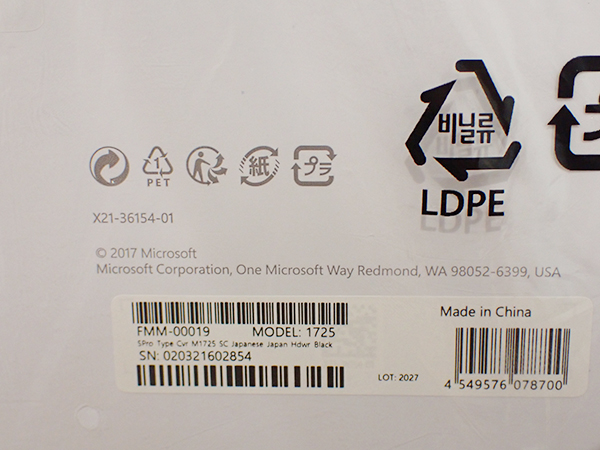 비닐류
LDPE
1
PET
紙
プラ
プ
X21-36154-01
© 2017 Microsoft
Microsoft Corporation, One Microsoft Way Redmond, WA 98052-6399, USA
FMM-00019 MODEL: 1725
SPro Type Cvr M1725 SC Japanese Japan Hdwr Black
SN: 020321602854
LOT: 2027
Made in China
4 549576 078700